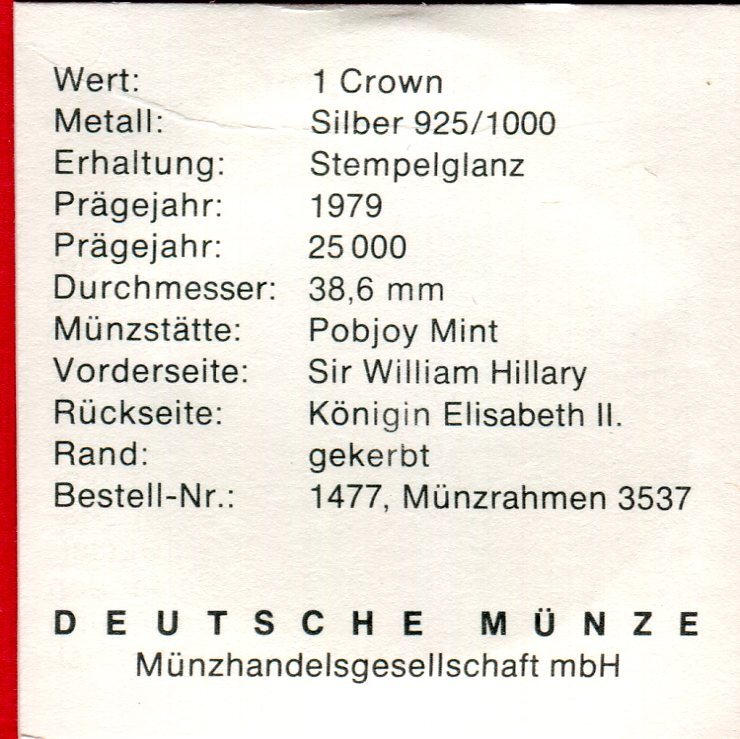 Wert: 1 Crown
Metall: Silber 925/1000
Erhaltung: Stempelglanz
Prägejahr: 1979
Prägejahr: 25 000
Durchmesser: 38,6 mm
Münzstätte: Pobjoy Mint
Vorderseite: Sir William Hillary
Rückseite: Königin Elisabeth II.
Rand: gekerbt
Bestell-Nr.: 1477, Münzrahmen 3537
DEUTSCHE MÜNZE
Münzhandelsgesellschaft mbH